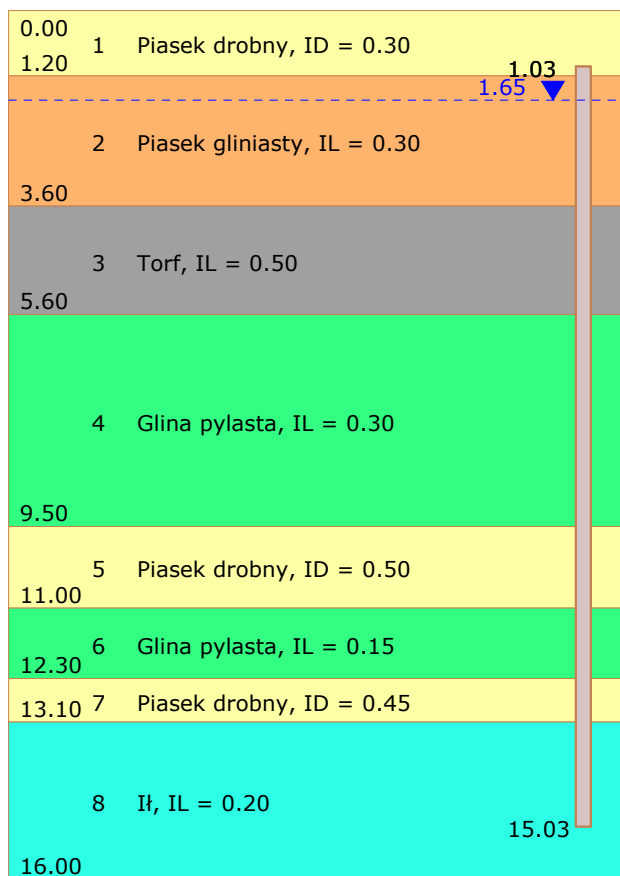 0.00
1 Piasek drobny, ID = 0.30
1.20
1.03
1.65
2 Piasek gliniasty, IL = 0.30
3.60
3 Torf, IL = 0.50
5.60
4 Glina pylasta, IL = 0.30
9.50
5 Piasek drobny, ID = 0.50
11.00
6 Glina pylasta, IL = 0.15
12.30
7 Piasek drobny, ID = 0.45
13.10
8 Ił, IL = 0.20
15.03
16.00